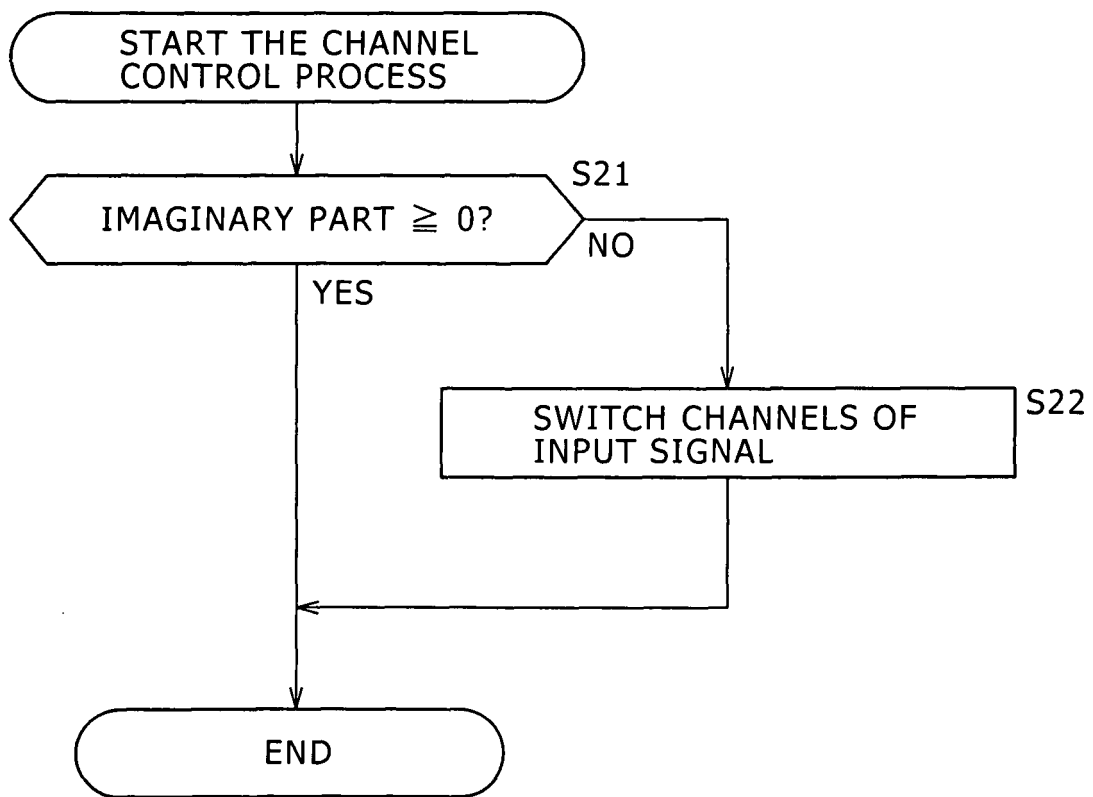 START THE CHANNEL
CONTROL PROCESS
S21
IMAGINARY PART ≧ 0?
NO
YES
S22
SWITCH CHANNELS OF
INPUT SIGNAL
END